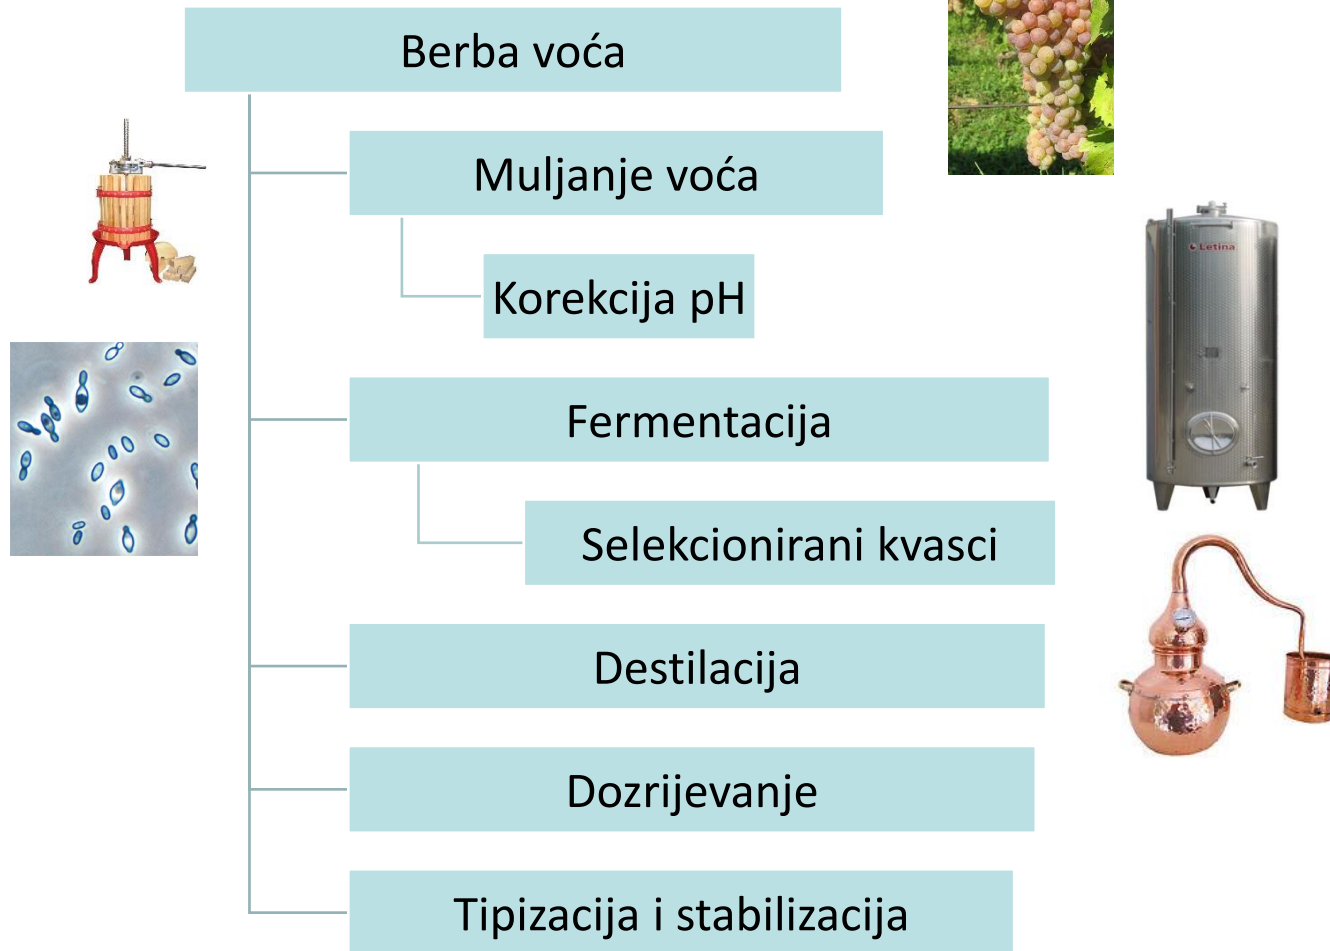 Berba voća
Muljanje voća
Letina
Korekcija pH
Fermentacija
Selekcionirani kvasci
Destilacija
Dozrijevanje
Tipizacija i stabilizacija